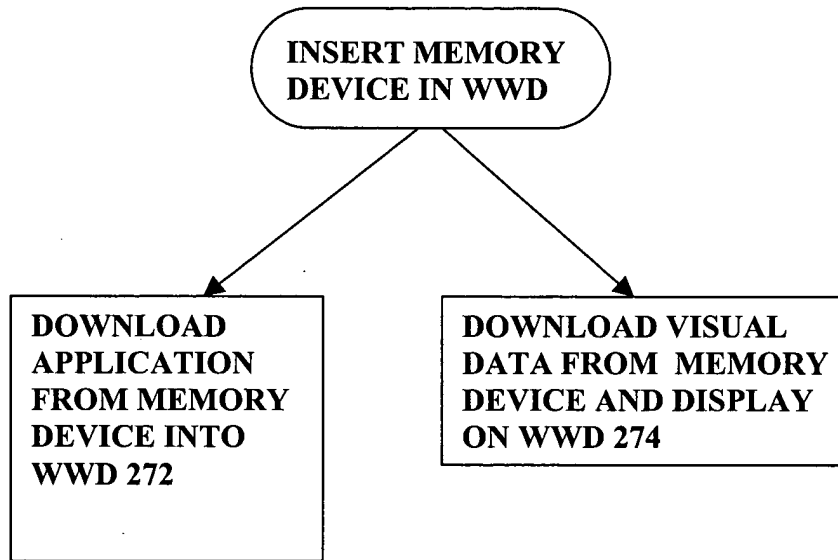 INSERT MEMORY
DEVICE IN WWD
DOWNLOAD
APPLICATION
FROM MEMORY
DEVICE INTO
WWD 272
DOWNLOAD VISUAL
DATA FROM MEMORY
DEVICE AND DISPLAY
ON WWD 274